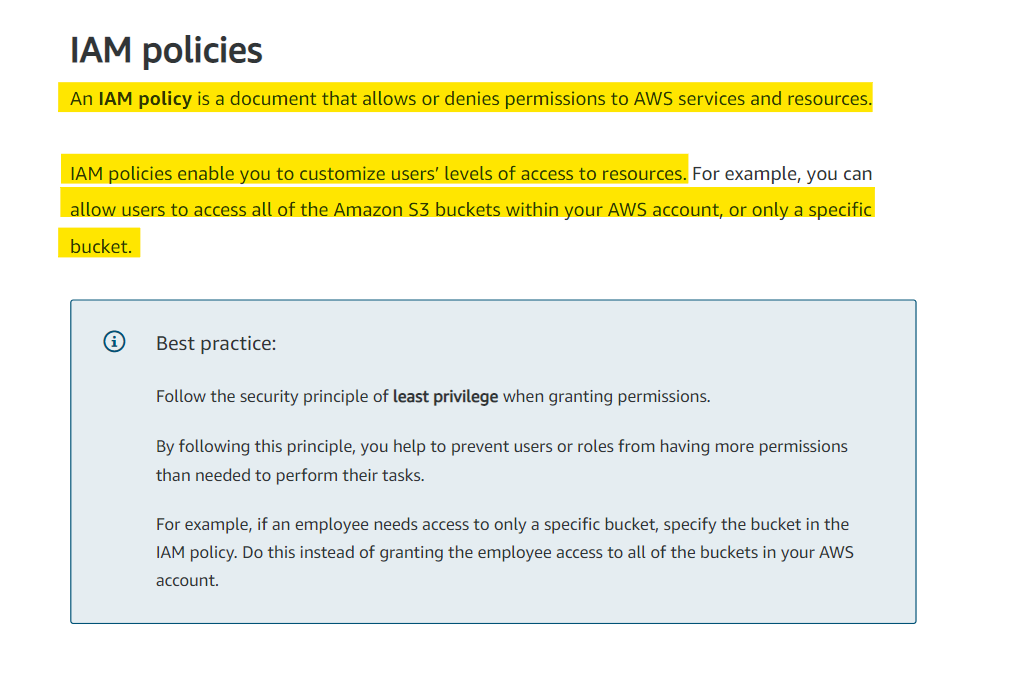 IAM policies
An IAM policy is a document that allows or denies permissions to AWS services and resources.
IAM policies enable you to customize users’ levels of access to resources. For example, you can
allow users to access all of the Amazon S3 buckets within your AWS account, or only a specific
bucket.
Best practice:
Follow the security principle of least privilege when granting permissions.
By following this principle, you help to prevent users or roles from having more permissions
than needed to perform their tasks.
For example, if an employee needs access to only a specific bucket, specify the bucket in the
IAM policy. Do this instead of granting the employee access to all of the buckets in your AWS
account.